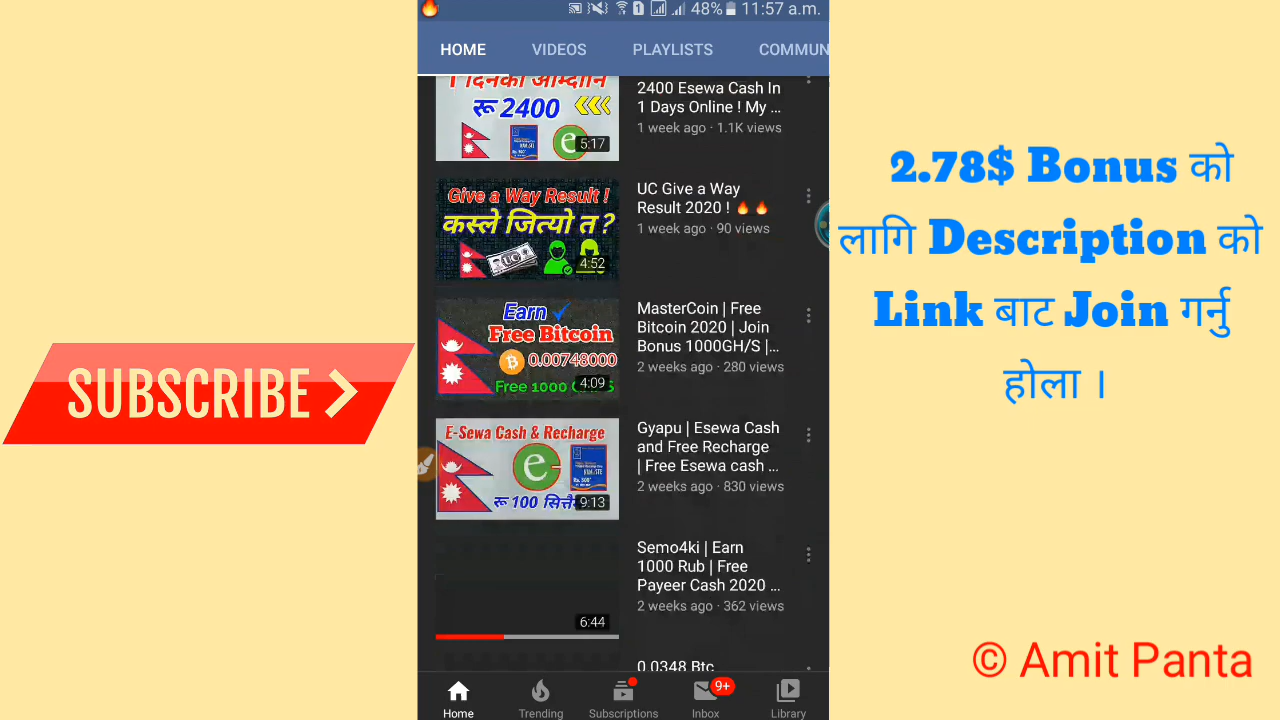 48% 11:57 a.m.
HOME VIDEOS PLAYLISTS COMMUN
1 दिनको आम्दानि
रू 2400
5:17
2400 Esewa Cash In
1 Days Online ! My ...
1 week ago · 1.1K views
Give a Way Result !
कस्ले जित्यो त ?
UC
4:52
UC Give a Way
Result 2020 ! 🔥🔥
1 week ago · 90 views
Earn
Free Bitcoin
0.00748000
Free 1000
4:09
MasterCoin | Free
Bitcoin 2020 | Join
Bonus 1000GH/S |...
2 weeks ago · 280 views
E-Sewa Cash & Recharge
रू 100
9:13
Gyapu | Esewa Cash
and Free Recharge
| Free Esewa cash ...
2 weeks ago · 830 views
6:44
Semo4ki | Earn
1000 Rub | Free
Payeer Cash 2020 ...
2 weeks ago · 362 views
0.0348 Btc
Home Trending Subscriptions Inbox Library
9+
SUBSCRIBE
2.78$ Bonus को
लागि Description को
Link बाट Join गर्नु
होला ।
© Amit Panta